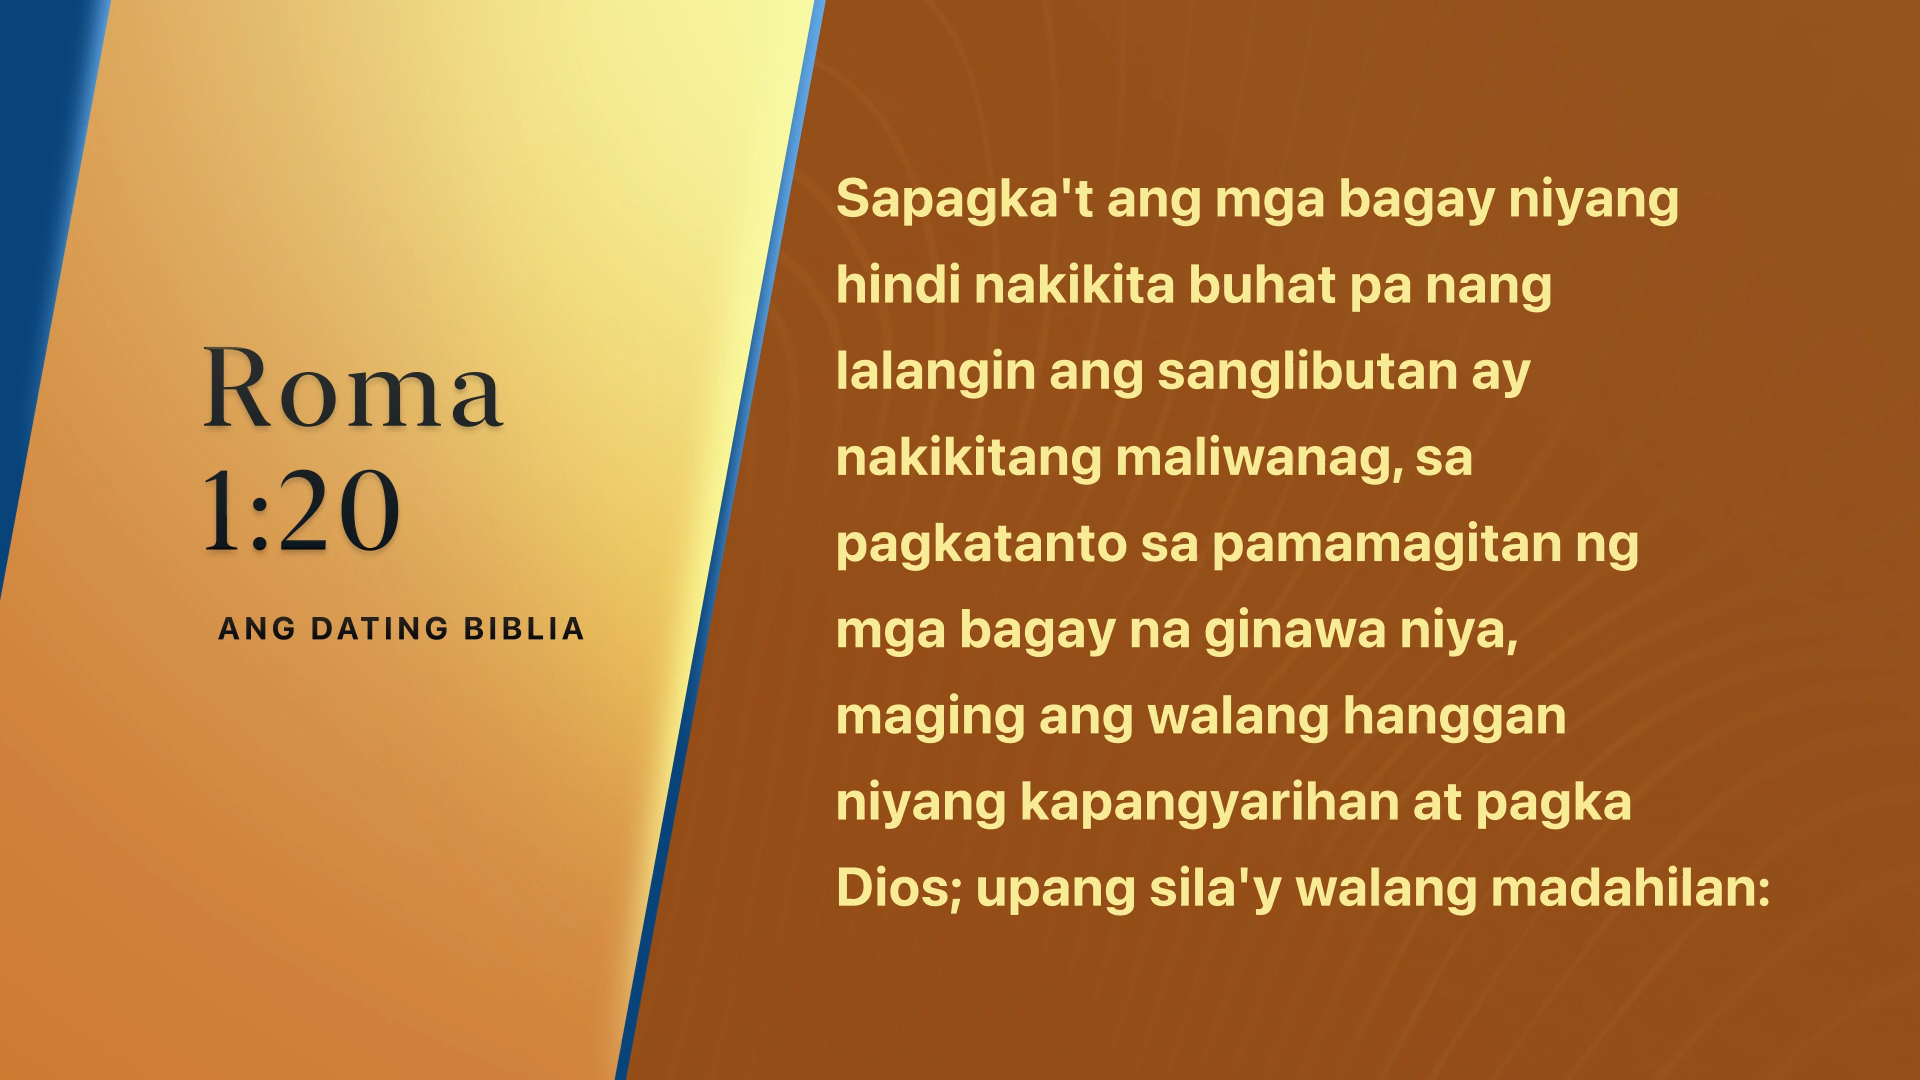 Roma
1:20
ANG DATING BIBLIA
Sapagka't ang mga bagay niyang
hindi nakikita buhat pa nang
lalangin ang sanglibutan ay
nakikitang maliwanag, sa
pagkatanto sa pamamagitan ng
mga bagay na ginawa niya,
maging ang walang hanggan
niyang kapangyarihan at pagka
Dios; upang sila'y walang madahilan: